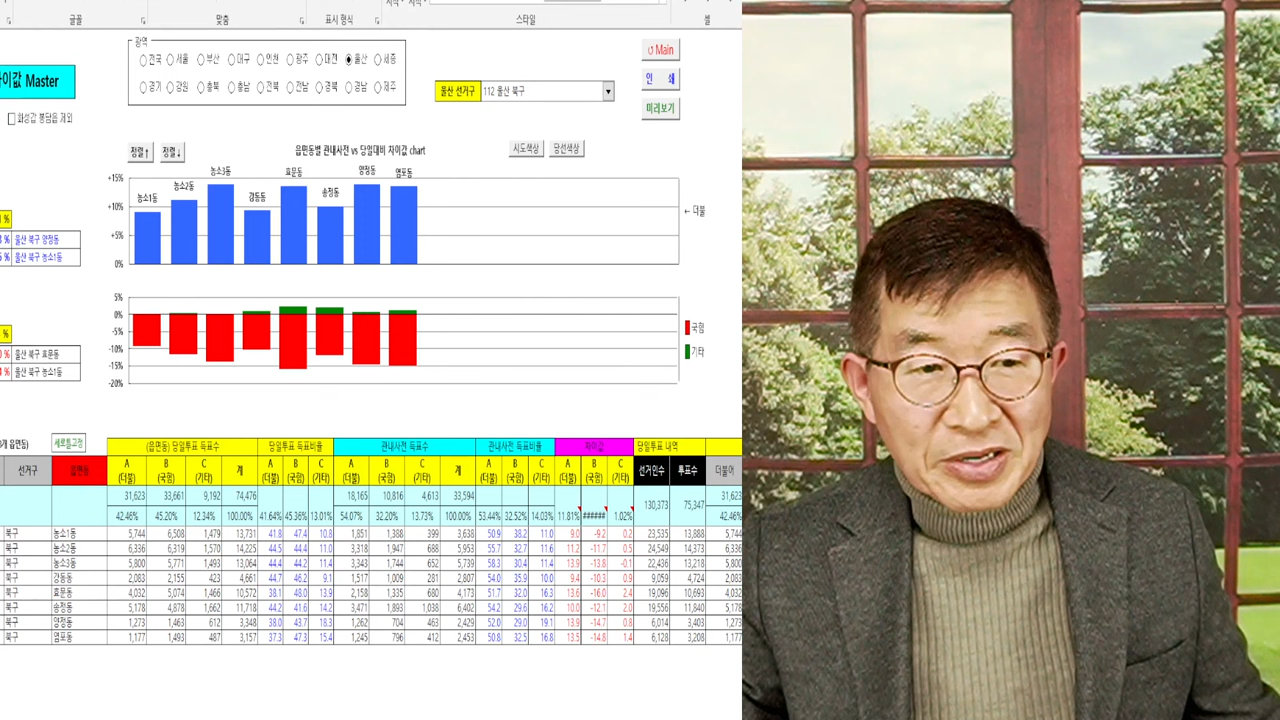 글꼴 맞춤 표시 형식 스타일 셀
광역
전국 서울 부산 대구 인천 광주 대전 울산 세종
경기 강원 충북 충남 전북 전남 경북 경남 제주
이값 Master
화성갑 봉담읍 제외
울산 선거구 112 울산 북구
↺ Main
인 쇄
미리보기
정렬↑ 정렬↓
읍면동별 관내사전 vs 당일대비 차이값 chart
시도색상 당선색상
+15%
+10%
+5%
0%
농소1동 농소2동 농소3동 강동동 효문동 송정동 양정동 염포동
← 더불
울산 북구 양정동
울산 북구 농소1동
5%
0%
-5%
-10%
-15%
-20%
국힘
기타
울산 북구 효문동
울산 북구 농소1동
개 읍면동) 세로틀고정
(읍면동) 당일투표 득표수 당일투표 득표비율 관내사전 득표수 관내사전 득표비율 차이값 당일투표 내역
선거구 읍면동 A (더불) B (국힘) C (기타) 계 A (더불) B (국힘) C (기타) A (더불) B (국힘) C (기타) 계 A (더불) B (국힘) C (기타) A (더불) B (국힘) C (기타) 선거인수 투표수 더불어
31,623 33,661 9,192 74,476 18,165 10,816 4,613 33,594 130,373 75,347 31,623
42.46% 45.20% 12.34% 100.00% 41.64% 45.36% 13.01% 54.07% 32.20% 13.73% 100.00% 53.44% 32.52% 14.03% 11.81% ###### 1.02% 42.46%
북구 농소1동 5,744 6,508 1,479 13,731 41.8 47.4 10.8 1,851 1,388 399 3,638 50.9 38.2 11.0 9.0 -9.2 0.2 23,535 13,888 5,744
북구 농소2동 6,336 6,319 1,570 14,225 44.5 44.4 11.0 3,318 1,947 688 5,953 55.7 32.7 11.6 11.2 -11.7 0.5 24,549 14,373 6,336
북구 농소3동 5,800 5,771 1,493 13,064 44.4 44.2 11.4 3,343 1,744 652 5,739 58.3 30.4 11.4 13.9 -13.8 -0.1 22,436 13,218 5,800
북구 강동동 2,083 2,155 423 4,661 44.7 46.2 9.1 1,517 1,009 281 2,807 54.0 35.9 10.0 9.4 -10.3 0.9 9,059 4,724 2,083
북구 효문동 4,032 5,074 1,466 10,572 38.1 48.0 13.9 2,158 1,335 680 4,173 51.7 32.0 16.3 13.6 -16.0 2.4 19,096 10,693 4,032
북구 송정동 5,178 4,878 1,662 11,718 44.2 41.6 14.2 3,471 1,893 1,038 6,402 54.2 29.6 16.2 10.0 -12.1 2.0 19,556 11,840 5,178
북구 양정동 1,273 1,463 612 3,348 38.0 43.7 18.3 1,262 704 463 2,429 52.0 29.0 19.1 13.9 -14.7 0.8 6,014 3,403 1,273
북구 염포동 1,177 1,493 487 3,157 37.3 47.3 15.4 1,245 796 412 2,453 50.8 32.5 16.8 13.5 -14.8 1.4 6,128 3,208 1,177